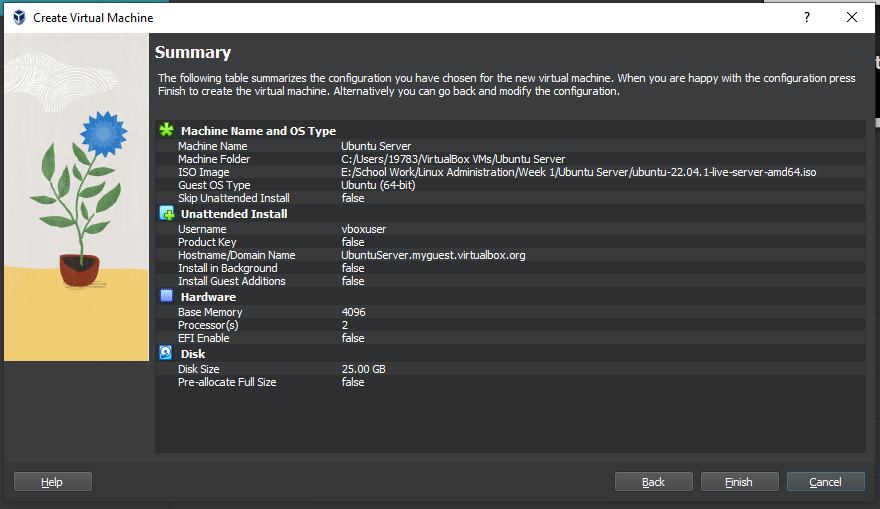 Create Virtual Machine
?
Summary
The following table summarizes the configuration you have chosen for the new virtual machine. When you are happy with the configuration press
Finish to create the virtual machine. Alternatively you can go back and modify the configuration.
Machine Name and OS Type
Machine Name Ubuntu Server
Machine Folder C:/Users/19783/VirtualBox VMs/Ubuntu Server
ISO Image E:/School Work/Linux Administration/Week 1/Ubuntu Server/ubuntu-22.04.1-live-server-amd64.iso
Guest OS Type Ubuntu (64-bit)
Skip Unattended Install false
Unattended Install
Username vboxuser
Product Key false
Hostname/Domain Name UbuntuServer.myguest.virtualbox.org
Install in Background false
Install Guest Additions false
Hardware
Base Memory 4096
Processor(s) 2
EFI Enable false
Disk
Disk Size 25.00 GB
Pre-allocate Full Size false
Help Back Finish Cancel